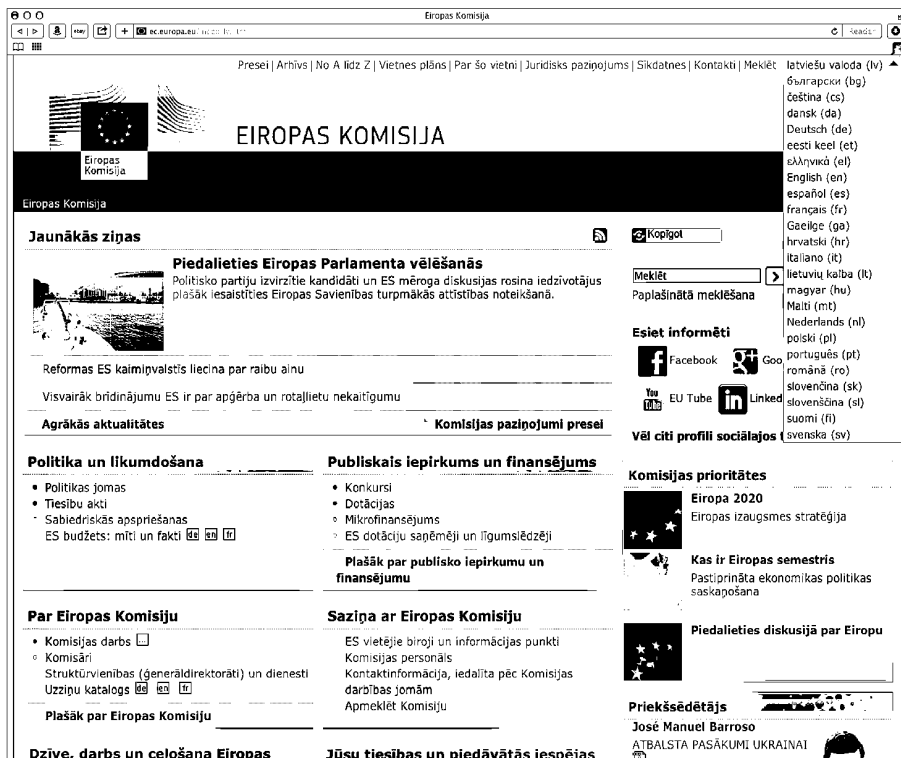 Eiropas Komisija
ebay
ec.europa.eu
Reader
Presei | Arhīvs | No A līdz Z | Vietnes plāns | Par šo vietni | Juridisks paziņojums | Sīkdatnes | Kontakti | Meklēt
latviešu valoda (lv)
български (bg)
čeština (cs)
dansk (da)
Deutsch (de)
eesti keel (et)
ελληνικά (el)
English (en)
español (es)
français (fr)
Gaeilge (ga)
hrvatski (hr)
italiano (it)
lietuvių kalba (lt)
magyar (hu)
Malti (mt)
Nederlands (nl)
polski (pl)
português (pt)
română (ro)
slovenčina (sk)
slovenščina (sl)
suomi (fi)
svenska (sv)
EIROPAS KOMISIJA
Eiropas
Komisija
Eiropas Komisija
Jaunākās ziņas
Piedalieties Eiropas Parlamenta vēlēšanās
Politisko partiju izvirzītie kandidāti un ES mēroga diskusijas rosina iedzīvotājus
plašāk iesaistīties Eiropas Savienības turpmākās attīstības noteikšanā.
Reformas ES kaimiņvalstīs liecina par raibu ainu
Visvairāk brīdinājumu ES ir par apģērba un rotaļlietu nekaitīgumu
Agrākās aktualitātes
Komisijas paziņojumi presei
Kopīgot
Meklēt
Paplašinātā meklēšana
Esiet informēti
Facebook
Goo
EU Tube
Linked
Vēl citi profili sociālajos t
Politika un likumdošana
Politikas jomas
Tiesību akti
Sabiedriskās apspriešanas
ES budžets: mīti un fakti de en fr
Publiskais iepirkums un finansējums
Konkursi
Dotācijas
Mikrofinansējums
ES dotāciju saņēmēji un līgumslēdzēji
Plašāk par publisko iepirkumu un
finansējumu
Par Eiropas Komisiju
Komisijas darbs ...
Komisāri
Struktūrvienības (ģenerāldirektorāti) un dienesti
Uzziņu katalogs de en fr
Plašāk par Eiropas Komisiju
Saziņa ar Eiropas Komisiju
ES vietējie biroji un informācijas punkti
Komisijas personāls
Kontaktinformācija, iedalīta pēc Komisijas
darbības jomām
Apmeklēt Komisiju
Komisijas prioritātes
Eiropa 2020
Eiropas izaugsmes stratēģija
Kas ir Eiropas semestris
Pastiprināta ekonomikas politikas
saskaņošana
Piedalieties diskusijā par Eiropu
Priekšsēdētājs
José Manuel Barroso
ATBALSTA PASĀKUMI UKRAINAI
Dzīve, darbs un ceļošana Eiropas
Jūsu tiesības un piedāvātās iespējas